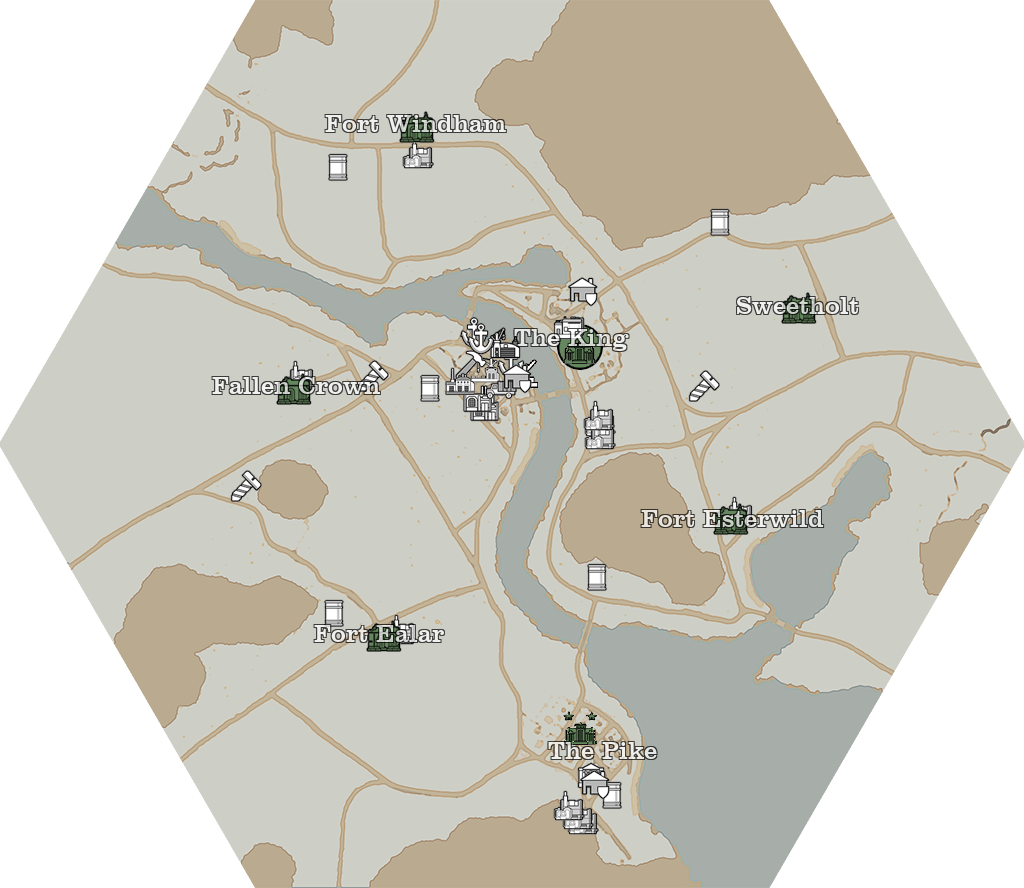 Fort Windham
Sweetholt
The King
Fallen Crown
Fort Esterwild
Fort Ealar
The Pike